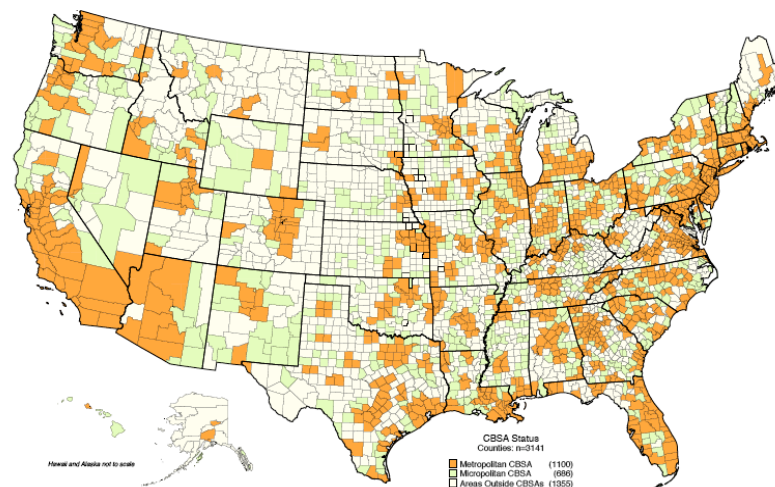 Hawaii and Alaska not to scale
CBSA Status
Counties: n=3141
Metropolitan CBSA (1100)
Micropolitan CBSA (686)
Areas Outside CBSAs (1355)